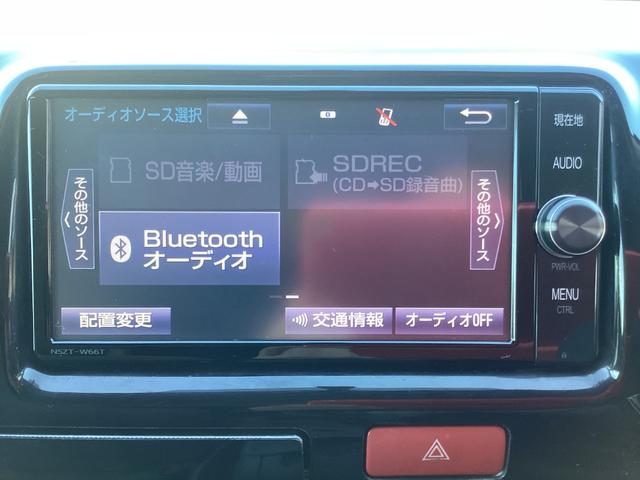 オーディオソース選択
現在地
SD音楽/動画
SDREC
(CD➡SD録音曲)
AUDIO
その他のソース
その他のソース
Bluetooth
オーディオ
PWR·VOL
MENU
CTRL
配置変更
交通情報
オーディオOFF
NSZT-W66T